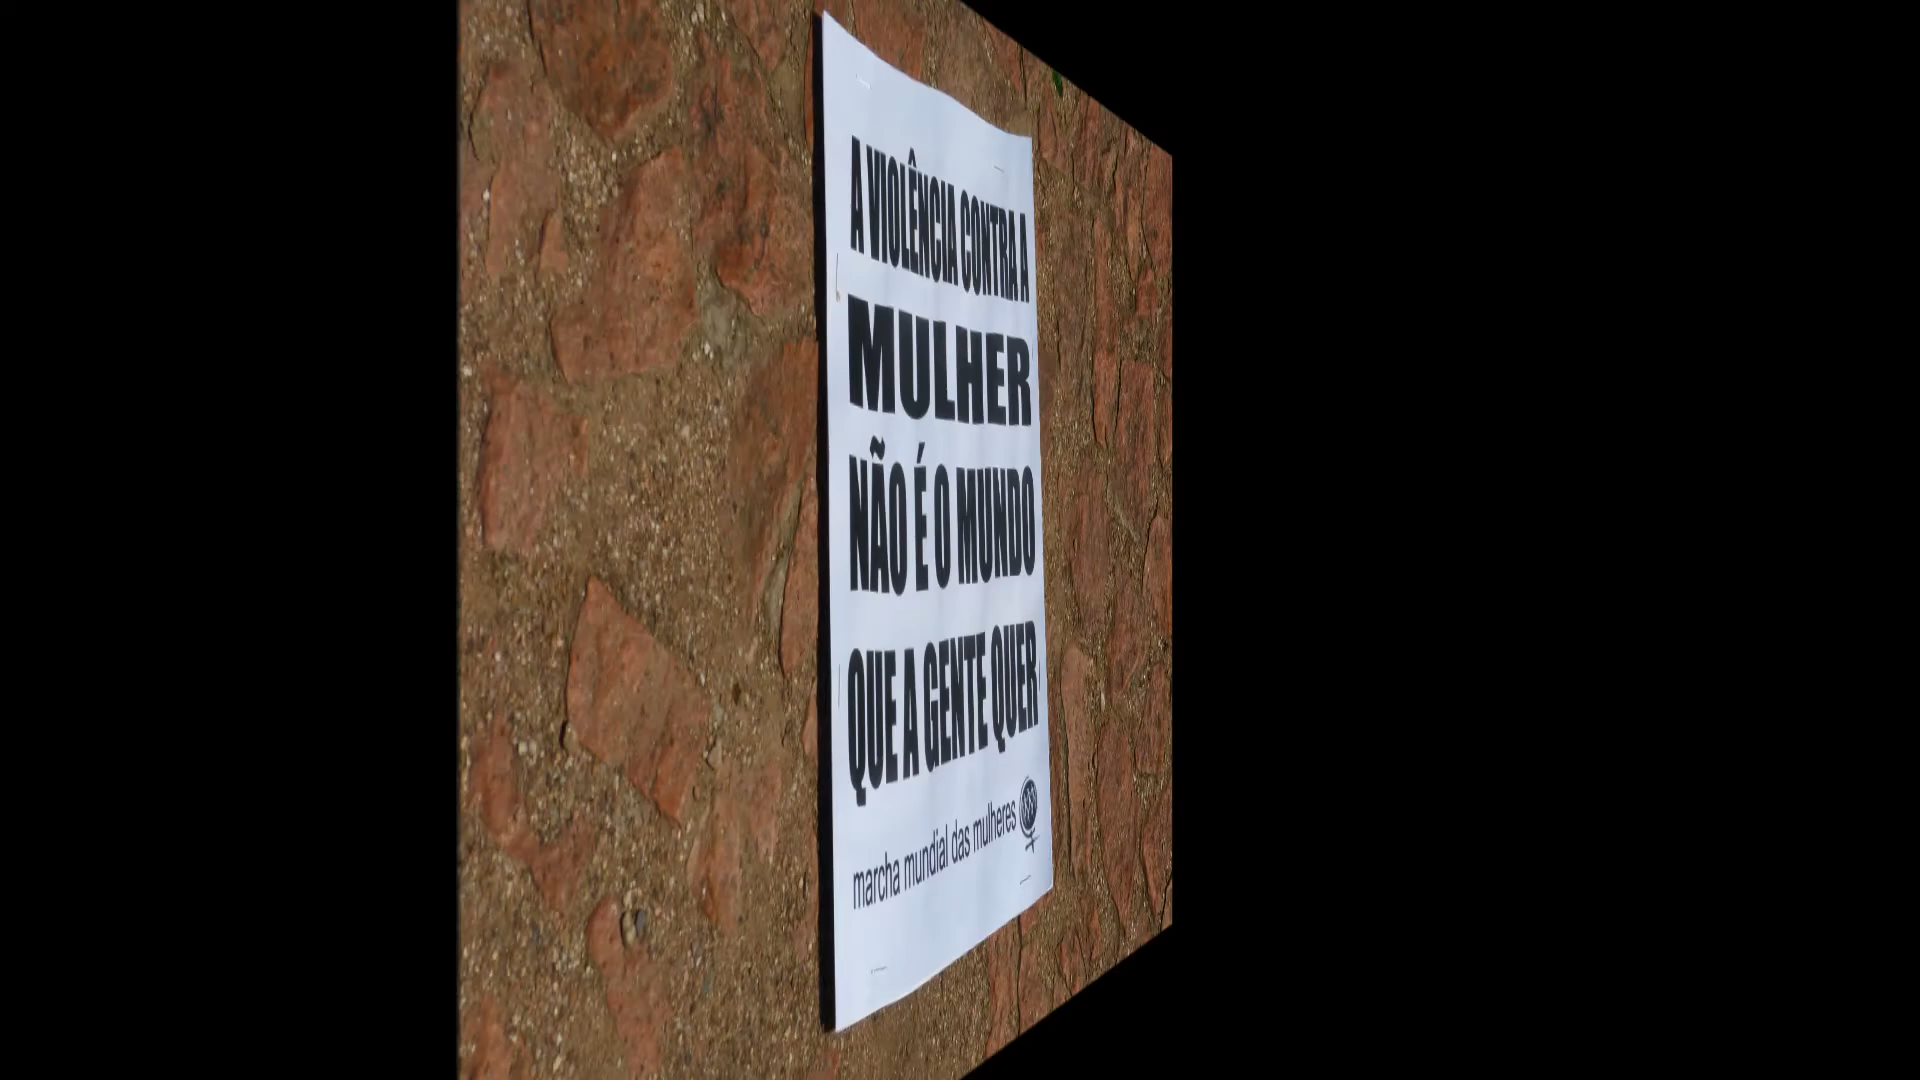 A VIOLÊNCIA CONTRA A
MULHER
NÃO É O MUNDO
QUE A GENTE QUER
marcha mundial das mulheres